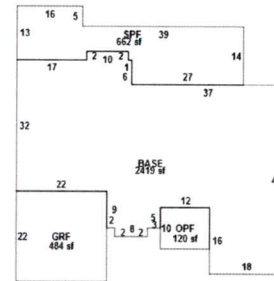 16 5
39
13 SPF 14
662 sf
2 10 2
17 1
6 27
37
32
BASE
2419 sf
22 12
9
2 5
8 3 10 OPF
2 2 120 sf 16
22 GRF
484 sf
18